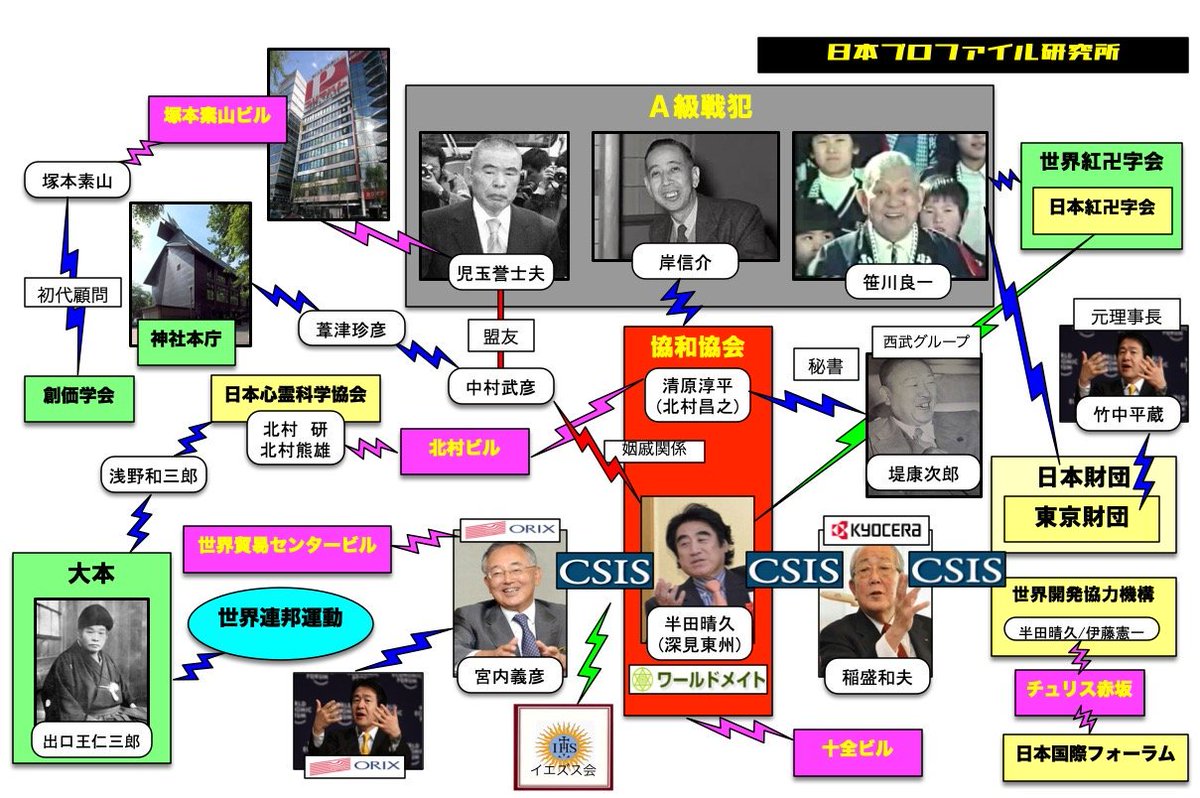 日本プロファイル研究所
A級戦犯
塚本素山ビル
塚本素山
初代顧問
創価学会
神社本庁
葦津珍彦
児玉誉士夫
岸信介
笹川良一
世界紅卍字会
日本紅卍字会
盟友
中村武彦
協和協会
清原淳平
(北村昌之)
秘書
西武グループ
堤康次郎
元理事長
竹中平蔵
日本心霊科学協会
北村 研
北村熊雄
北村ビル
姻戚関係
浅野和三郎
日本財団
東京財団
世界貿易センタービル
ORIX
CSIS
KYOCERA
CSIS
CSIS
大本
世界連邦運動
出口王仁三郎
宮内義彦
半田晴久
(深見東州)
ワールドメイト
稲盛和夫
世界開発協力機構
半田晴久/伊藤憲一
チュリス赤坂
日本国際フォーラム
ORIX
IHS
イエズス会
十全ビル